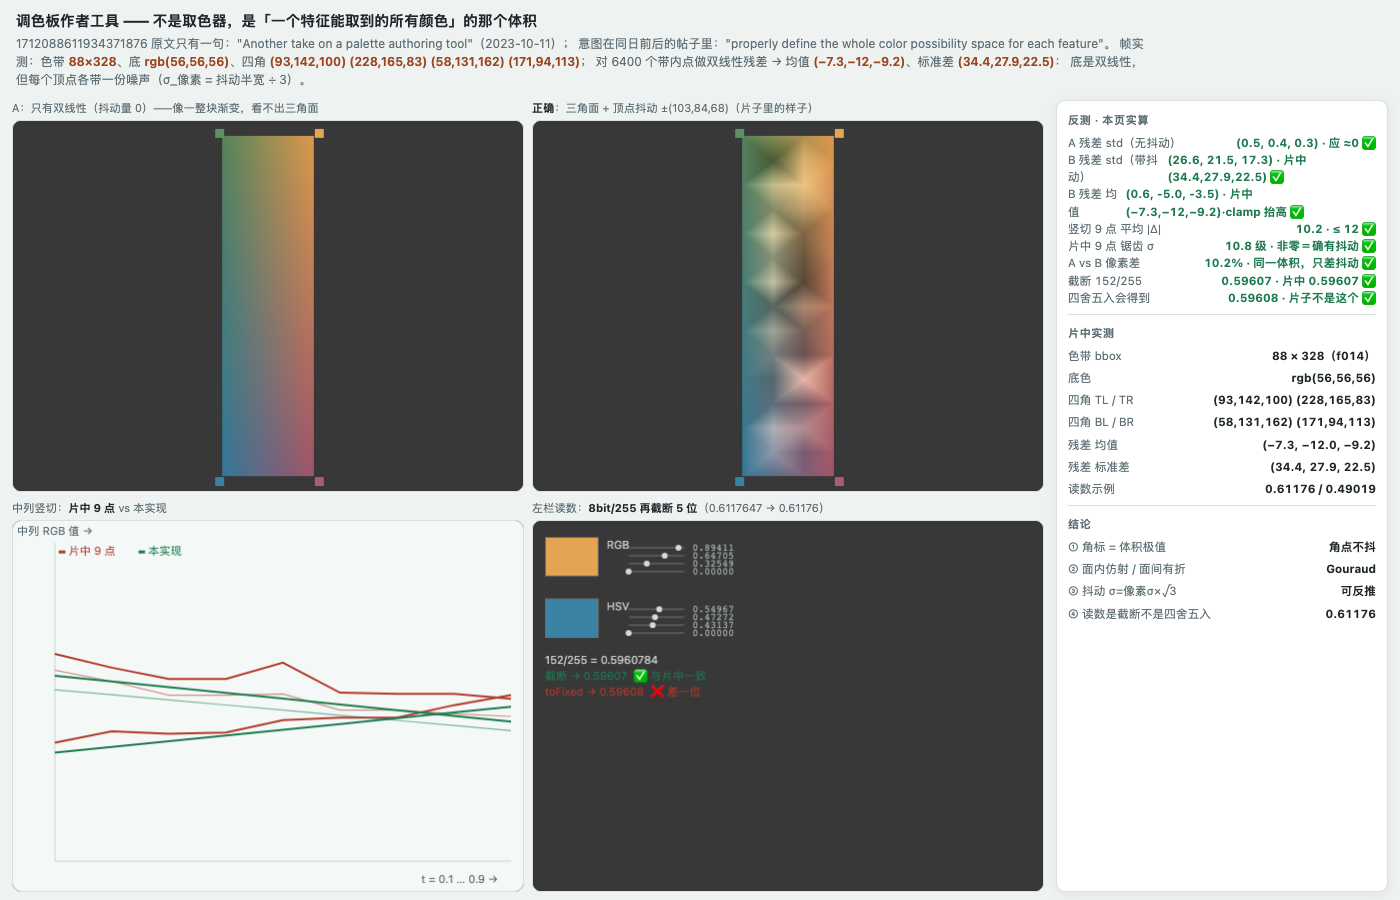 调色板作者工具 —— 不是取色器，是「一个特征能取到的所有颜色」的那个体积
1712088611934371876 原文只有一句："Another take on a palette authoring tool"（2023-10-11）； 意图在同日前后的帖子里："properly define the whole color possibility space for each feature"。 帧实
测：色带 88×328、底 rgb(56,56,56)、四角 (93,142,100) (228,165,83) (58,131,162) (171,94,113)； 对 6400 个带内点做双线性残差 → 均值 (−7.3,−12,−9.2)、标准差 (34.4,27.9,22.5)： 底是双线性，
但每个顶点各带一份噪声（σ_像素 = 抖动半宽 ÷ 3）。
A：只有双线性（抖动量 0）——像一整块渐变，看不出三角面
正确：三角面 + 顶点抖动 ±(103,84,68)（片子里的样子）
中列竖切：片中 9 点 vs 本实现
中列 RGB 值 →
片中 9 点
本实现
t = 0.1 … 0.9 →
左栏读数：8bit/255 再截断 5 位（0.6117647 → 0.61176）
RGB
0.89411
0.64705
0.32549
0.00000
HSV
0.54967
0.47272
0.43137
0.00000
152/255 = 0.5960784
截断 → 0.59607 ✅ 与片中一致
toFixed → 0.59608 ❌ 差一位
反测 · 本页实算
A 残差 std（无抖动） (0.5, 0.4, 0.3) · 应 ≈0 ✅
B 残差 std（带抖 (26.6, 21.5, 17.3) · 片中
动） (34.4,27.9,22.5) ✅
B 残差 均 (0.6, -5.0, -3.5) · 片中
值 (−7.3,−12,−9.2)·clamp 抬高 ✅
竖切 9 点 平均 |Δ| 10.2 · ≤ 12 ✅
片中 9 点 锯齿 σ 10.8 级 · 非零＝确有抖动 ✅
A vs B 像素差 10.2% · 同一体积，只差抖动 ✅
截断 152/255 0.59607 · 片中 0.59607 ✅
四舍五入会得到 0.59608 · 片子不是这个 ✅
片中实测
色带 bbox 88 × 328（f014）
底色 rgb(56,56,56)
四角 TL / TR (93,142,100) (228,165,83)
四角 BL / BR (58,131,162) (171,94,113)
残差 均值 (−7.3, −12.0, −9.2)
残差 标准差 (34.4, 27.9, 22.5)
读数示例 0.61176 / 0.49019
结论
① 角标 = 体积极值 角点不抖
② 面内仿射 / 面间有折 Gouraud
③ 抖动 σ=像素σ×√3 可反推
④ 读数是截断不是四舍五入 0.61176